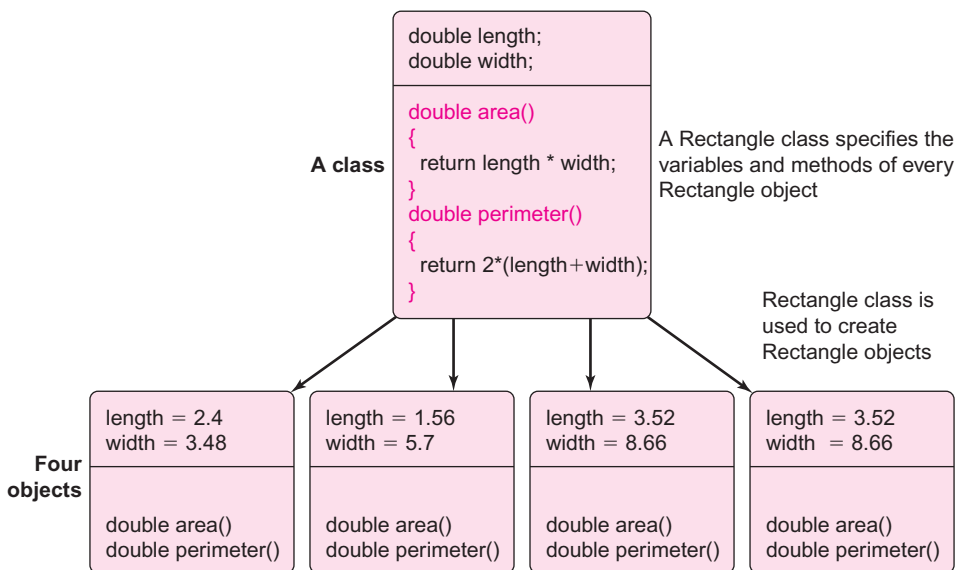 double length;
double width;
double area()
{
return length * width;
}
double perimeter()
{
return 2*(length+width);
}
A class
A Rectangle class specifies the
variables and methods of every
Rectangle object
Rectangle class is
used to create
Rectangle objects
Four
objects
length = 2.4
width = 3.48
double area()
double perimeter()
length = 1.56
width = 5.7
double area()
double perimeter()
length = 3.52
width = 8.66
double area()
double perimeter()
length = 3.52
width = 8.66
double area()
double perimeter()